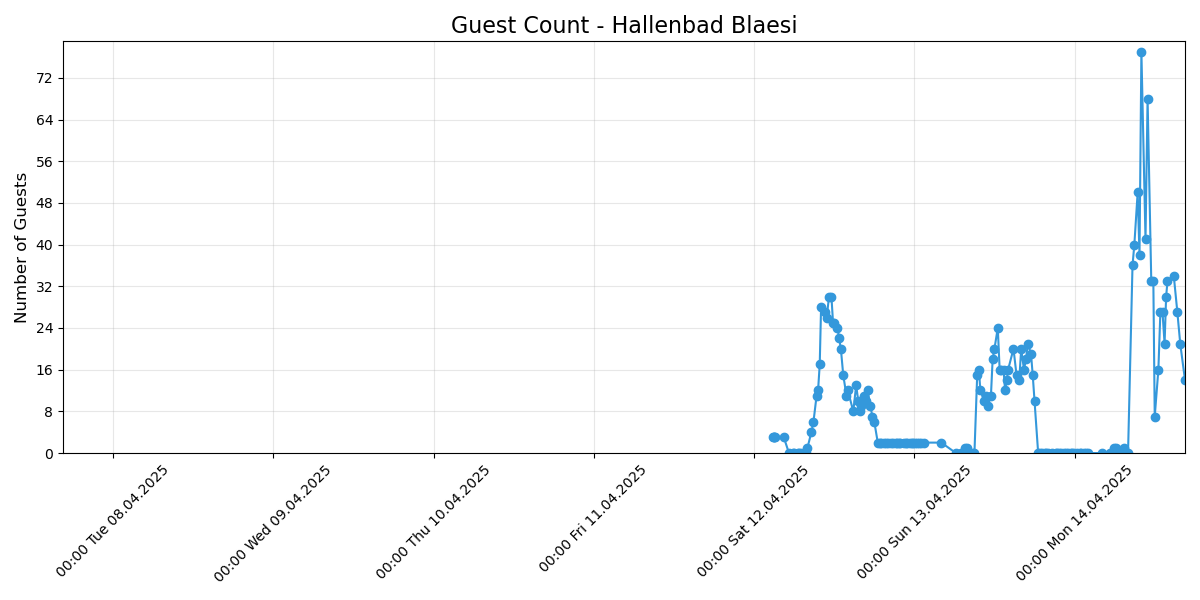 Guest Count - Hallenbad Blaesi
Number of Guests
72
64
56
48
40
32
24
16
8
0
00:00 Tue 08.04.2025
00:00 Wed 09.04.2025
00:00 Thu 10.04.2025
00:00 Fri 11.04.2025
00:00 Sat 12.04.2025
00:00 Sun 13.04.2025
00:00 Mon 14.04.2025